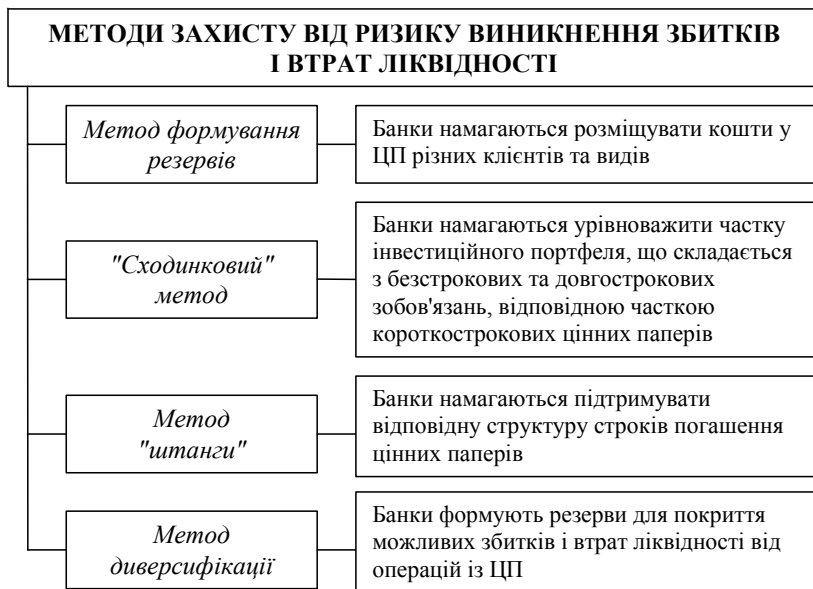 МЕТОДИ ЗАХИСТУ ВІД РИЗИКУ ВИНИКНЕННЯ ЗБИТКІВ
І ВТРАТ ЛІКВІДНОСТІ
Метод формування
резервів
Банки намагаються розміщувати кошти у
ЦП різних клієнтів та видів
"Сходинковий"
метод
Банки намагаються урівноважити частку
інвестиційного портфеля, що складається
з безстрокових та довгострокових
зобов'язань, відповідною часткою
короткострокових цінних паперів
Метод
"штанги"
Банки намагаються підтримувати
відповідну структуру строків погашення
цінних паперів
Метод
диверсифікації
Банки формують резерви для покриття
можливих збитків і втрат ліквідності від
операцій із ЦП